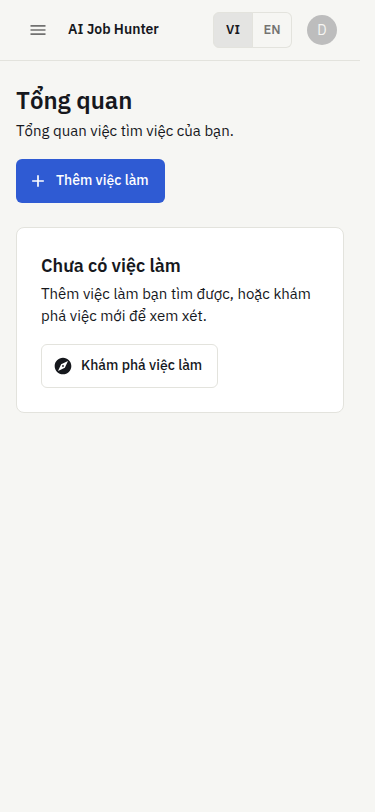 AI Job Hunter
VI
EN
D
Tổng quan
Tổng quan việc tìm việc của bạn.
Thêm việc làm
Chưa có việc làm
Thêm việc làm bạn tìm được, hoặc khám
phá việc mới để xem xét.
Khám phá việc làm